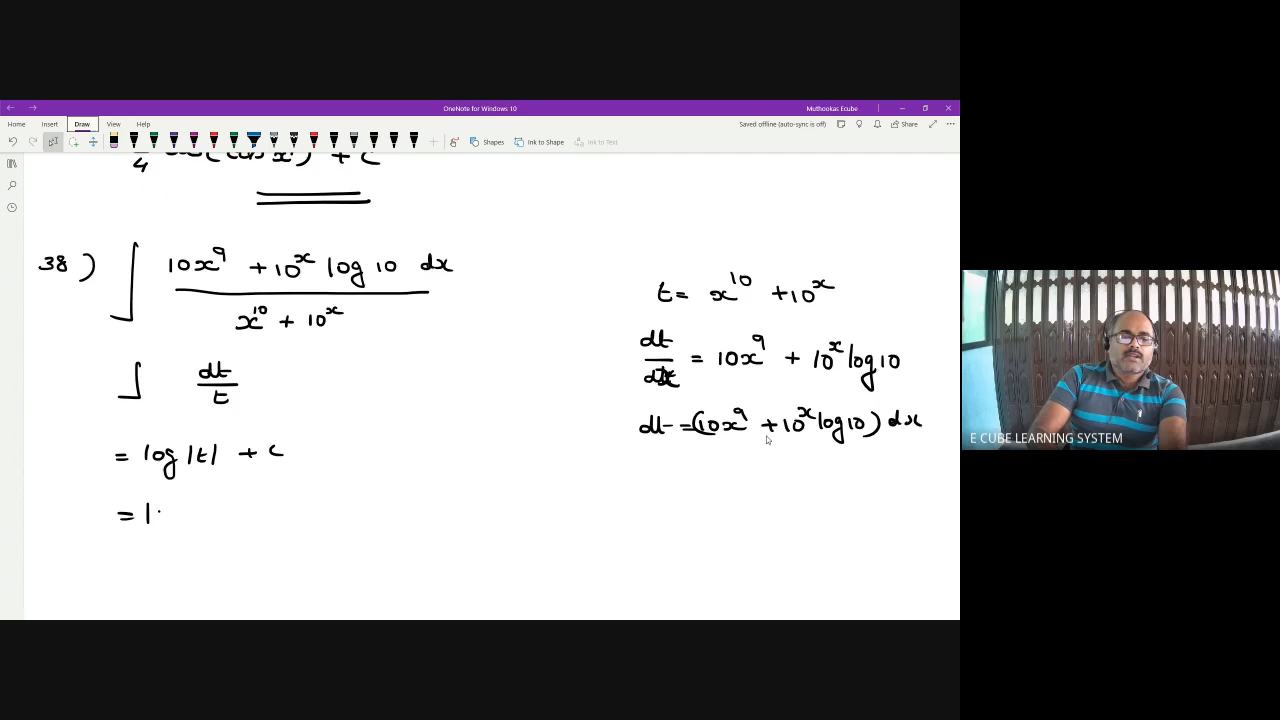 OneNote for Windows 10
Muthookas Ecube
Home Insert Draw View Help
Saved offline (auto-sync is off) Share
Shapes Ink to Shape Ink to Text
4 + C
38) ∫ 10x⁹ + 10ˣ log 10 dx
x¹⁰ + 10ˣ
∫ dt
t
= log |t| + c
= l
t = x¹⁰ + 10ˣ
dt
dx = 10x⁹ + 10ˣ log 10
dt = (10x⁹ + 10ˣ log 10) dx
E CUBE LEARNING SYSTEM